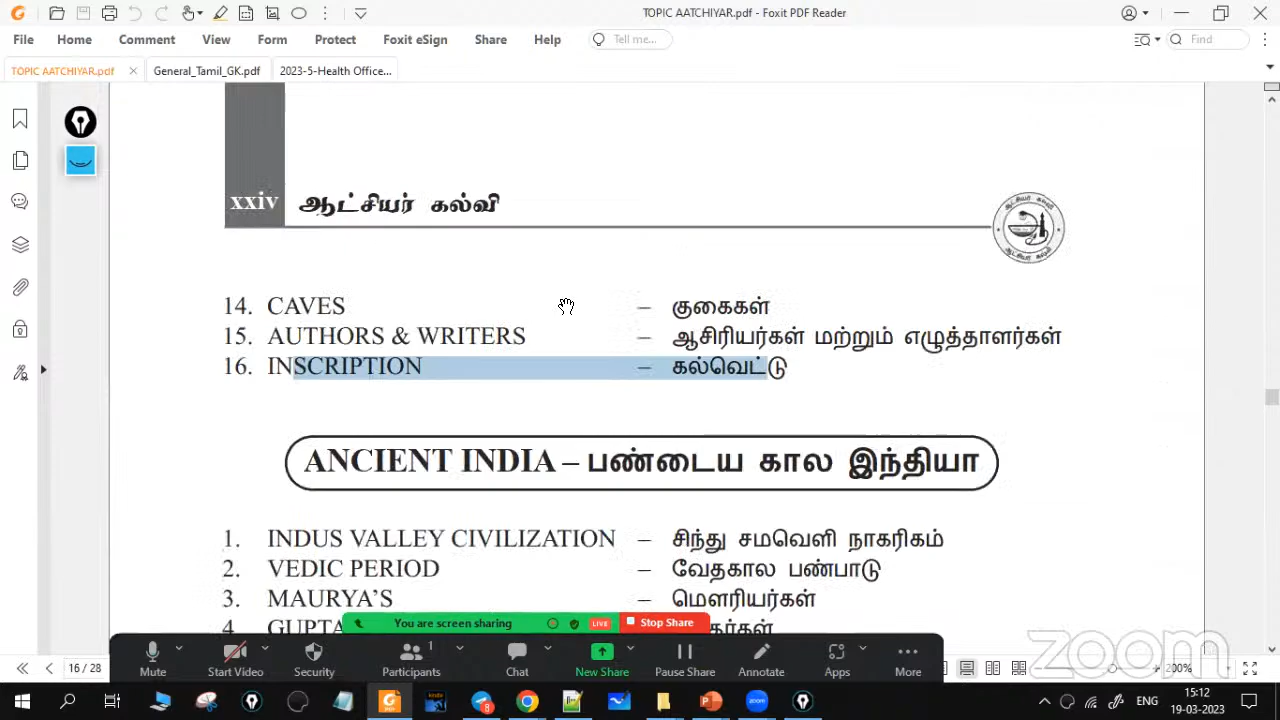 TOPIC AATCHIYAR.pdf - Foxit PDF Reader
File Home Comment View Form Protect Foxit eSign Share Help Tell me... Find
TOPIC AATCHIYAR.pdf General_Tamil_GK.pdf 2023-5-Health Office...
xxiv ஆட்சியர் கல்வி
14. CAVES – குகைகள்
15. AUTHORS & WRITERS – ஆசிரியர்கள் மற்றும் எழுத்தாளர்கள்
16. INSCRIPTION – கல்வெட்டு
ANCIENT INDIA – பண்டைய கால இந்தியா
1. INDUS VALLEY CIVILIZATION – சிந்து சமவெளி நாகரிகம்
2. VEDIC PERIOD – வேதகால பண்பாடு
3. MAURYA'S – மௌரியர்கள்
4. GUPTA
You are screen sharing LIVE Stop Share
Mute Start Video Security Participants 1 Chat New Share Pause Share Annotate Apps More
16 / 28 200%
zoom
ENG 15:12
19-03-2023